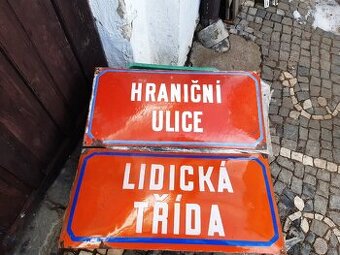 HRANIČNÍ
ULICE
LIDICKÁ
TŘÍDA